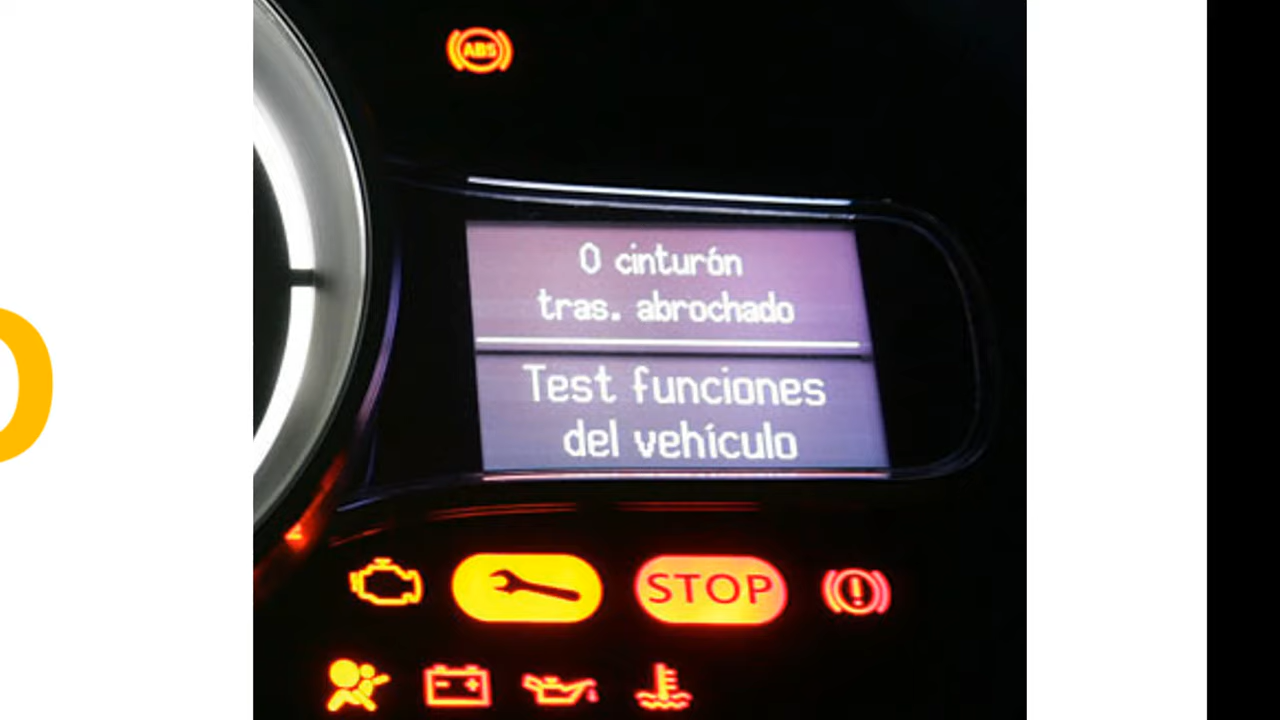 ABS
0 cinturón
tras. abrochado
Test funciones
del vehículo
STOP